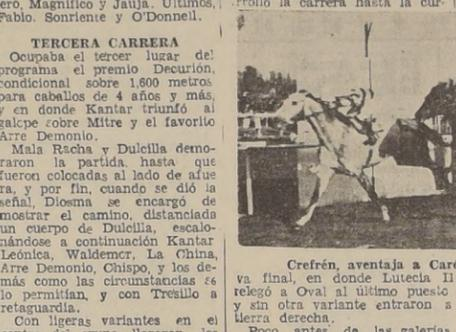 ero, Magnífico y Jauja. Ultimos,
Fabio. Sonriente y O'Donnell.
TERCERA CARRERA
Ocupaba el tercer lugar del
programa el premio Decurión,
condicional sobre 1,600 metros
para caballos de 4 años y más,
y en donde Kantar triunfó al
galope sobre Mitre y el favorito
Arre Demonio.
Mala Racha y Dulcilla demo-
raron la partida, hasta que
fueron colocadas al lado de afue
ra, y por fin, cuando se dió la
señal, Diosma se encargó de
mostrar el camino, distanciada
un cuerpo de Dulcilla, escalo-
nándose a continuación Kantar
Leónica, Waldemer, La China,
Arre Demonio, Chispo, y los de-
más como las circunstancias se
lo permitían, y con Tresillo a
retaguardia.
Con ligeras variantes en el
rrolló la carrera hasta la cur-
Crefrén, aventaja a Car
va final, en donde Lutecia II
relegó a Oval al último puesto
y sin otra variante entraron a
tierra derecha.
Poco antes de las galerías